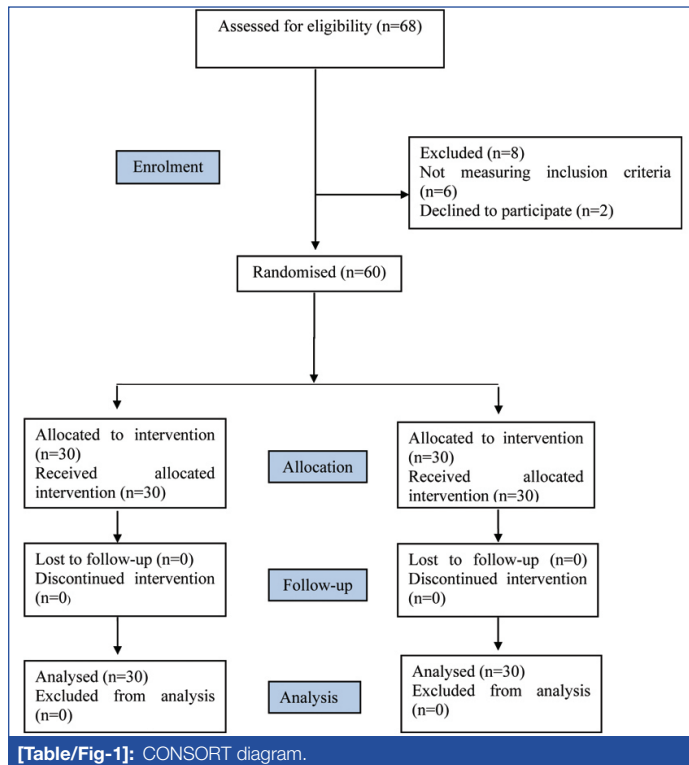 Assessed for eligibility (n=68)
Enrolment
Excluded (n=8)
Not measuring inclusion criteria
(n=6)
Declined to participate (n=2)
Randomised (n=60)
Allocated to intervention
(n=30)
Received allocated
intervention (n=30)
Allocation
Allocated to intervention
(n=30)
Received allocated
intervention (n=30)
Lost to follow-up (n=0)
Discontinued intervention
(n=0)
Follow-up
Lost to follow-up (n=0)
Discontinued intervention
(n=0)
Analysed (n=30)
Excluded from analysis
(n=0)
Analysis
Analysed (n=30)
Excluded from analysis
(n=0)
[Table/Fig-1]: CONSORT diagram.